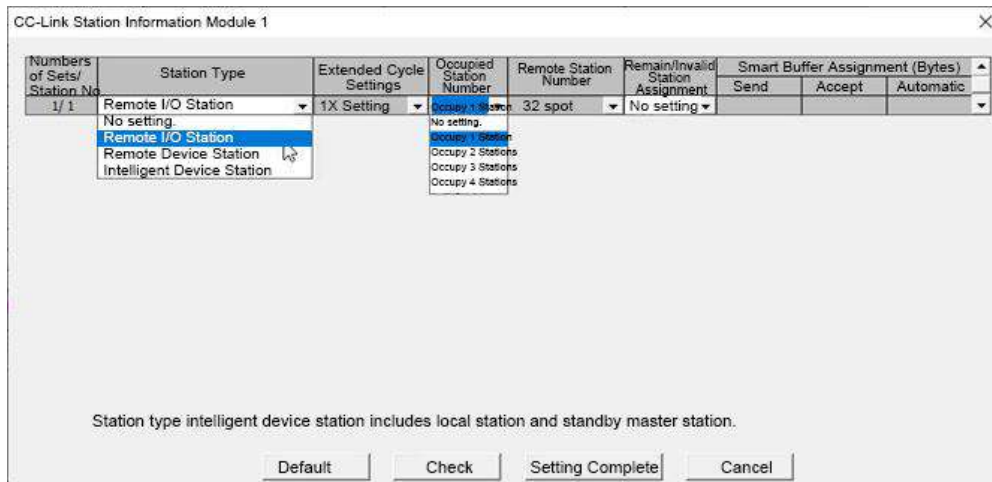 CC-Link Station Information Module 1
Numbers of Sets/ Station No
Station Type
Extended Cycle Settings
Occupied Station Number
Remote Station Number
Remain/Invalid Station Assignment
Smart Buffer Assignment (Bytes)
Send Accept Automatic
1/ 1 Remote I/O Station 1X Setting Occupy 1 Station 32 spot No setting
No setting.
Remote I/O Station
Remote Device Station
Intelligent Device Station
No setting.
Occupy 1 Station
Occupy 2 Stations
Occupy 3 Stations
Occupy 4 Stations
Station type intelligent device station includes local station and standby master station.
Default Check Setting Complete Cancel